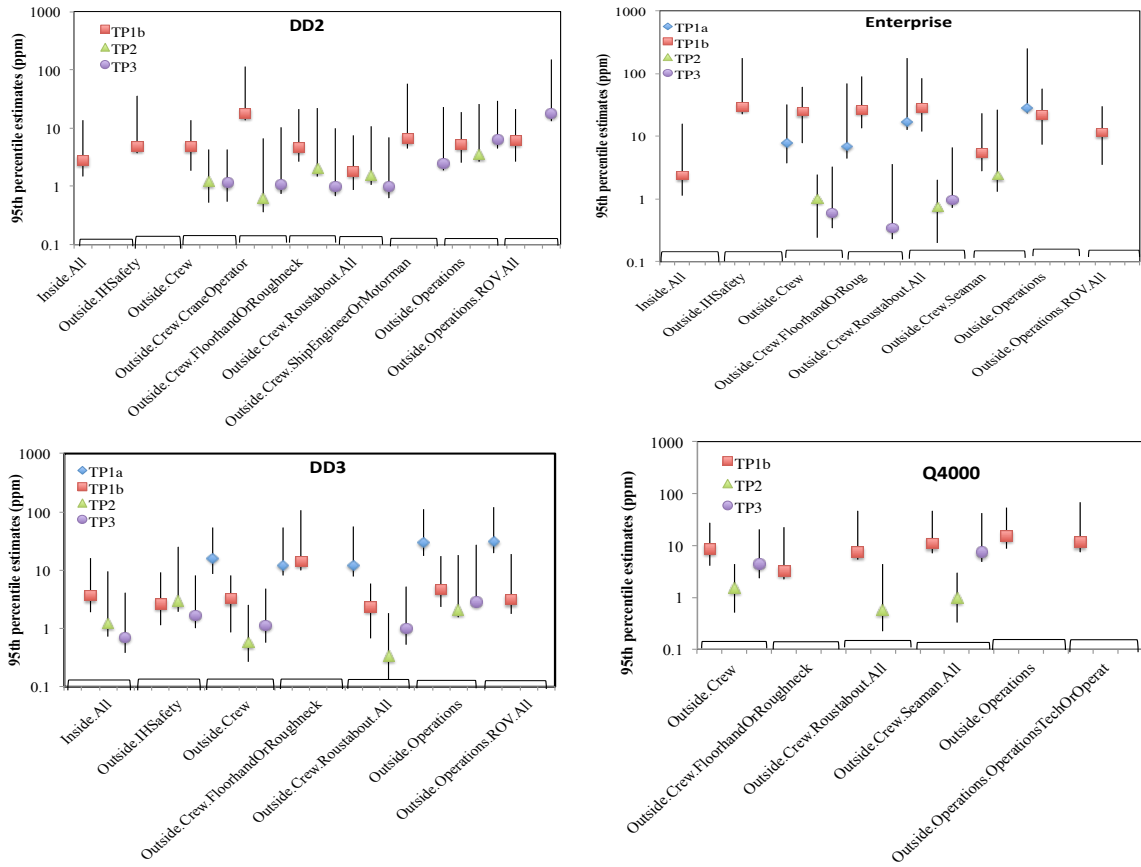 DD2
95th percentile estimates (ppm)
1000
100
10
1
0.1
TP1b
TP2
TP3
Inside.All
Outside.IHSafety
Outside.Crew
Outside.Crew.CraneOperator
Outside.Crew.FloorhandOrRoughneck
Outside.Crew.Roustabout.All
Outside.Crew.ShipEngineerOrMotorman
Outside.Operations
Outside.Operations.ROV.All
Enterprise
95th percentile estimates (ppm)
1000
100
10
1
0.1
TP1a
TP1b
TP2
TP3
Inside.All
Outside.IHSafety
Outside.Crew
Outside.Crew.FloorhandOrRoug
Outside.Crew.Roustabout.All
Outside.Crew.Seaman
Outside.Operations
Outside.Operations.ROV.All
DD3
95th percentile estimates (ppm)
1000
100
10
1
0.1
TP1a
TP1b
TP2
TP3
Inside.All
Outside.IHSafety
Outside.Crew
Outside.Crew.FloorhandOrRoughneck
Outside.Crew.Roustabout.All
Outside.Operations
Outside.Operations.ROV.All
Q4000
95th percentile estimates (ppm)
1000
100
10
1
0.1
TP1b
TP2
TP3
Outside.Crew
Outside.Crew.FloorhandOrRoughneck
Outside.Crew.Roustabout.All
Outside.Crew.Seaman.All
Outside.Operations
Outside.Operations.OperationsTechOrOperat